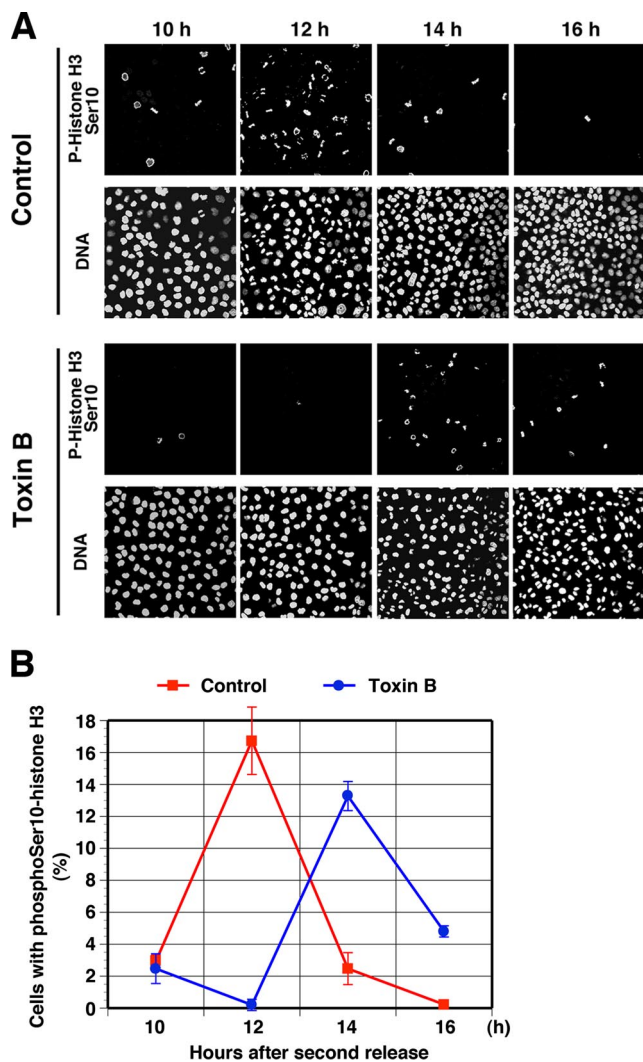 A
10 h 12 h 14 h 16 h
Control
P-Histone H3
Ser10
DNA
Toxin B
P-Histone H3
Ser10
DNA
B
Control Toxin B
Cells with phosphoSer10-histone H3
(%)
18
16
14
12
10
8
6
4
2
0
10 12 14 16 (h)
Hours after second release